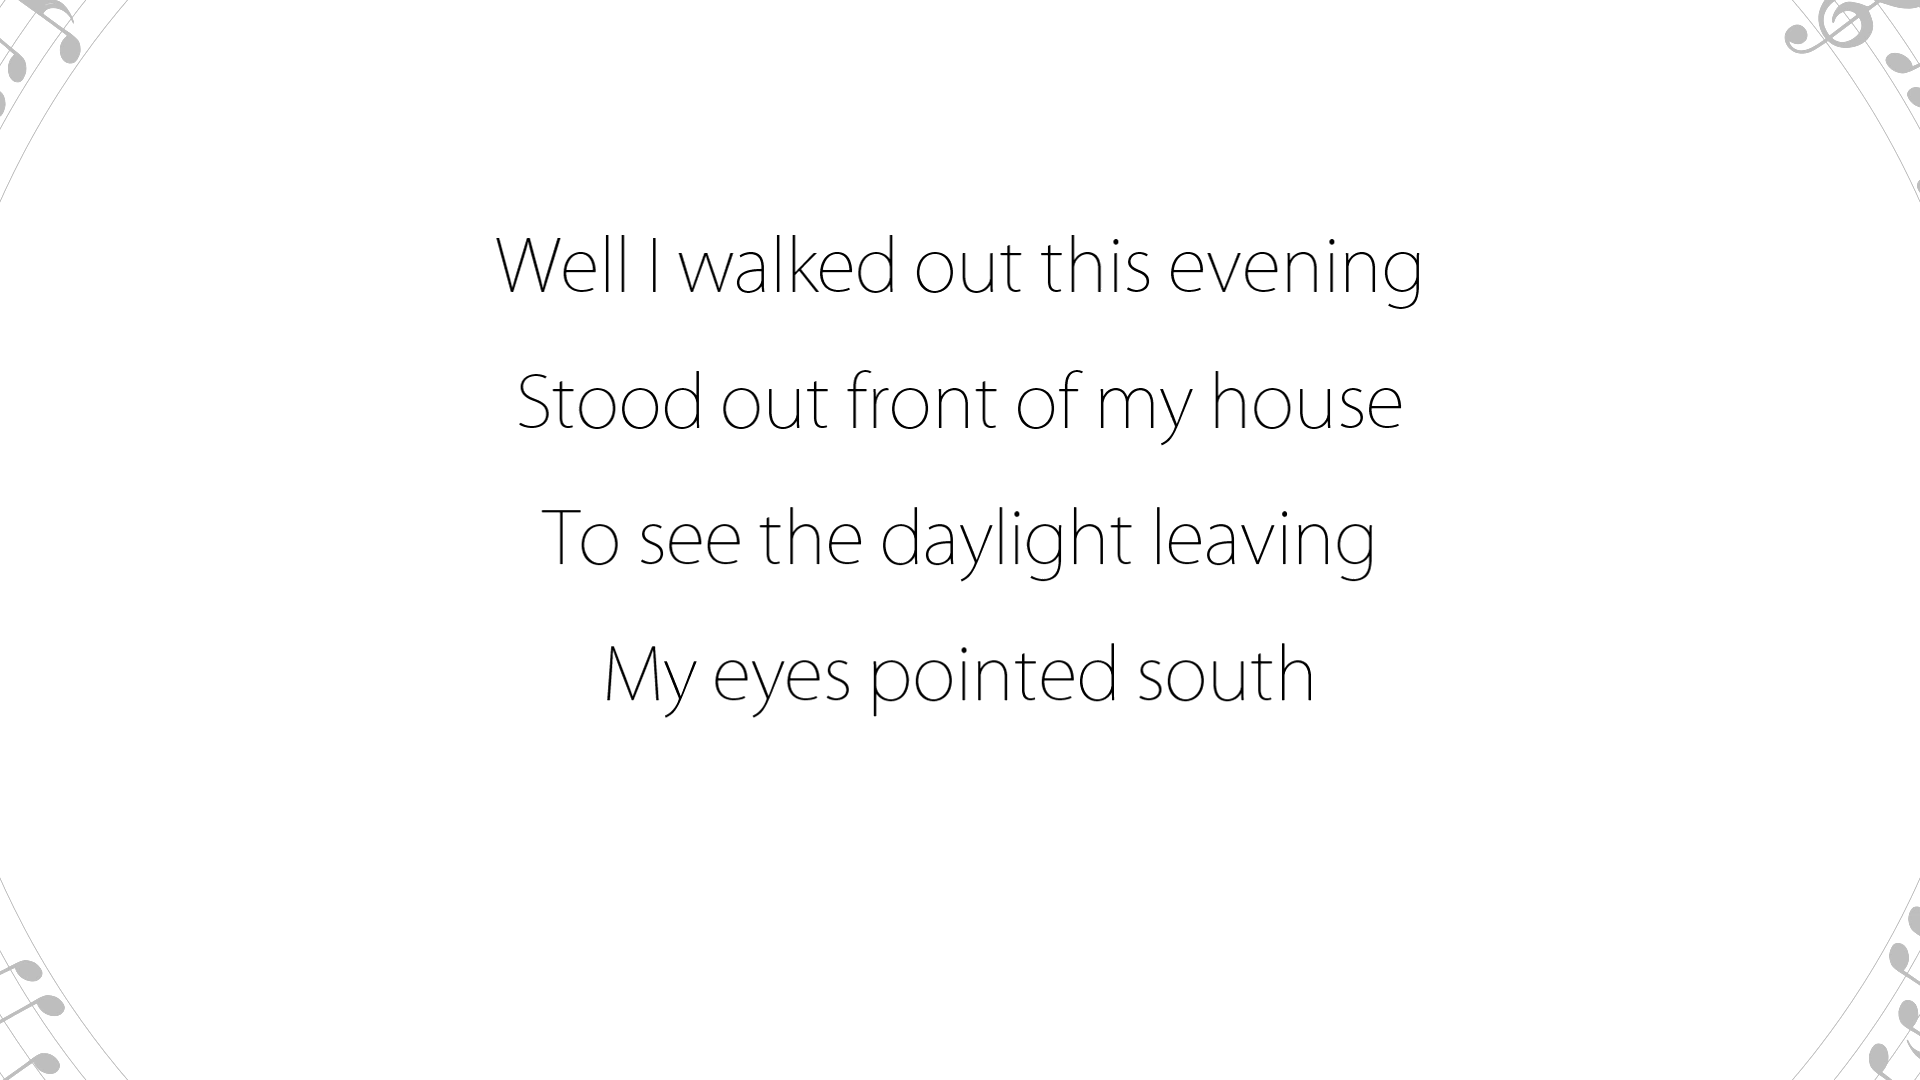 Well I walked out this evening
Stood out front of my house
To see the daylight leaving
My eyes pointed south